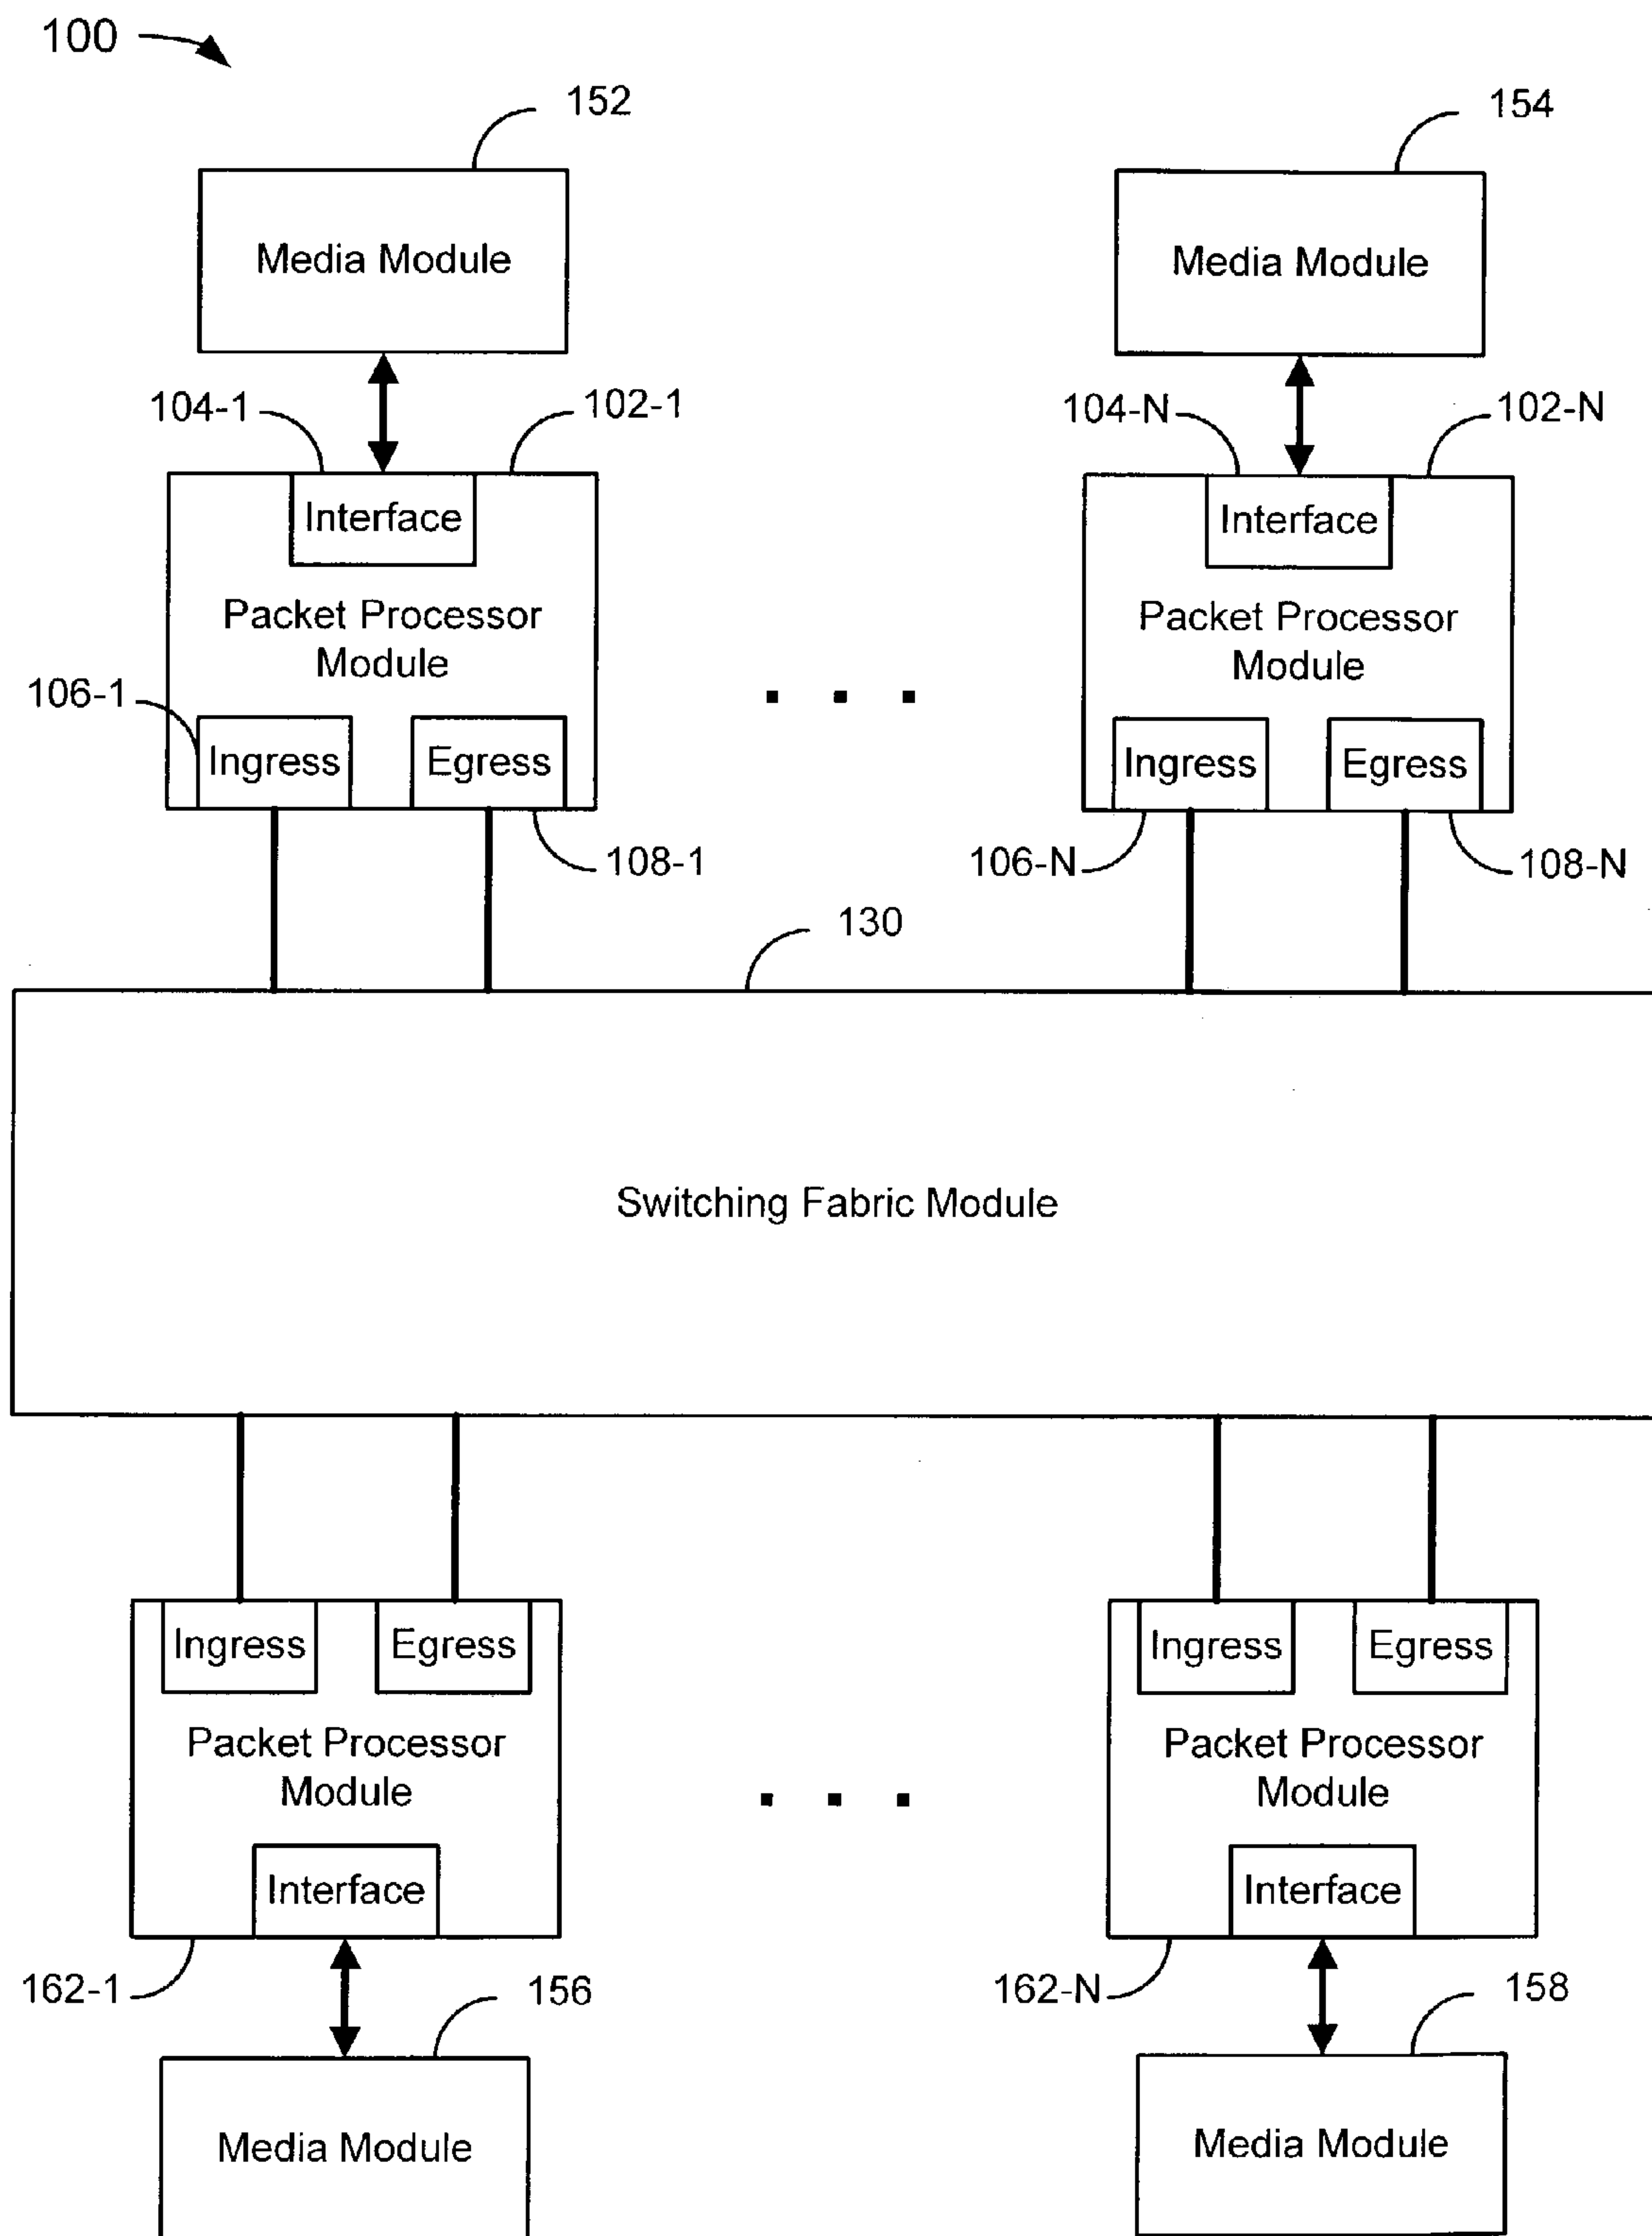 100
152
154
Media Module
Media Module
104-1
102-1
104-N
102-N
Interface
Interface
Packet Processor
Module
Packet Processor
Module
106-1
Ingress
Egress
Ingress
Egress
108-1
106-N
108-N
130
Switching Fabric Module
Ingress
Egress
Ingress
Egress
Packet Processor
Module
Packet Processor
Module
Interface
Interface
162-1
156
162-N
158
Media Module
Media Module